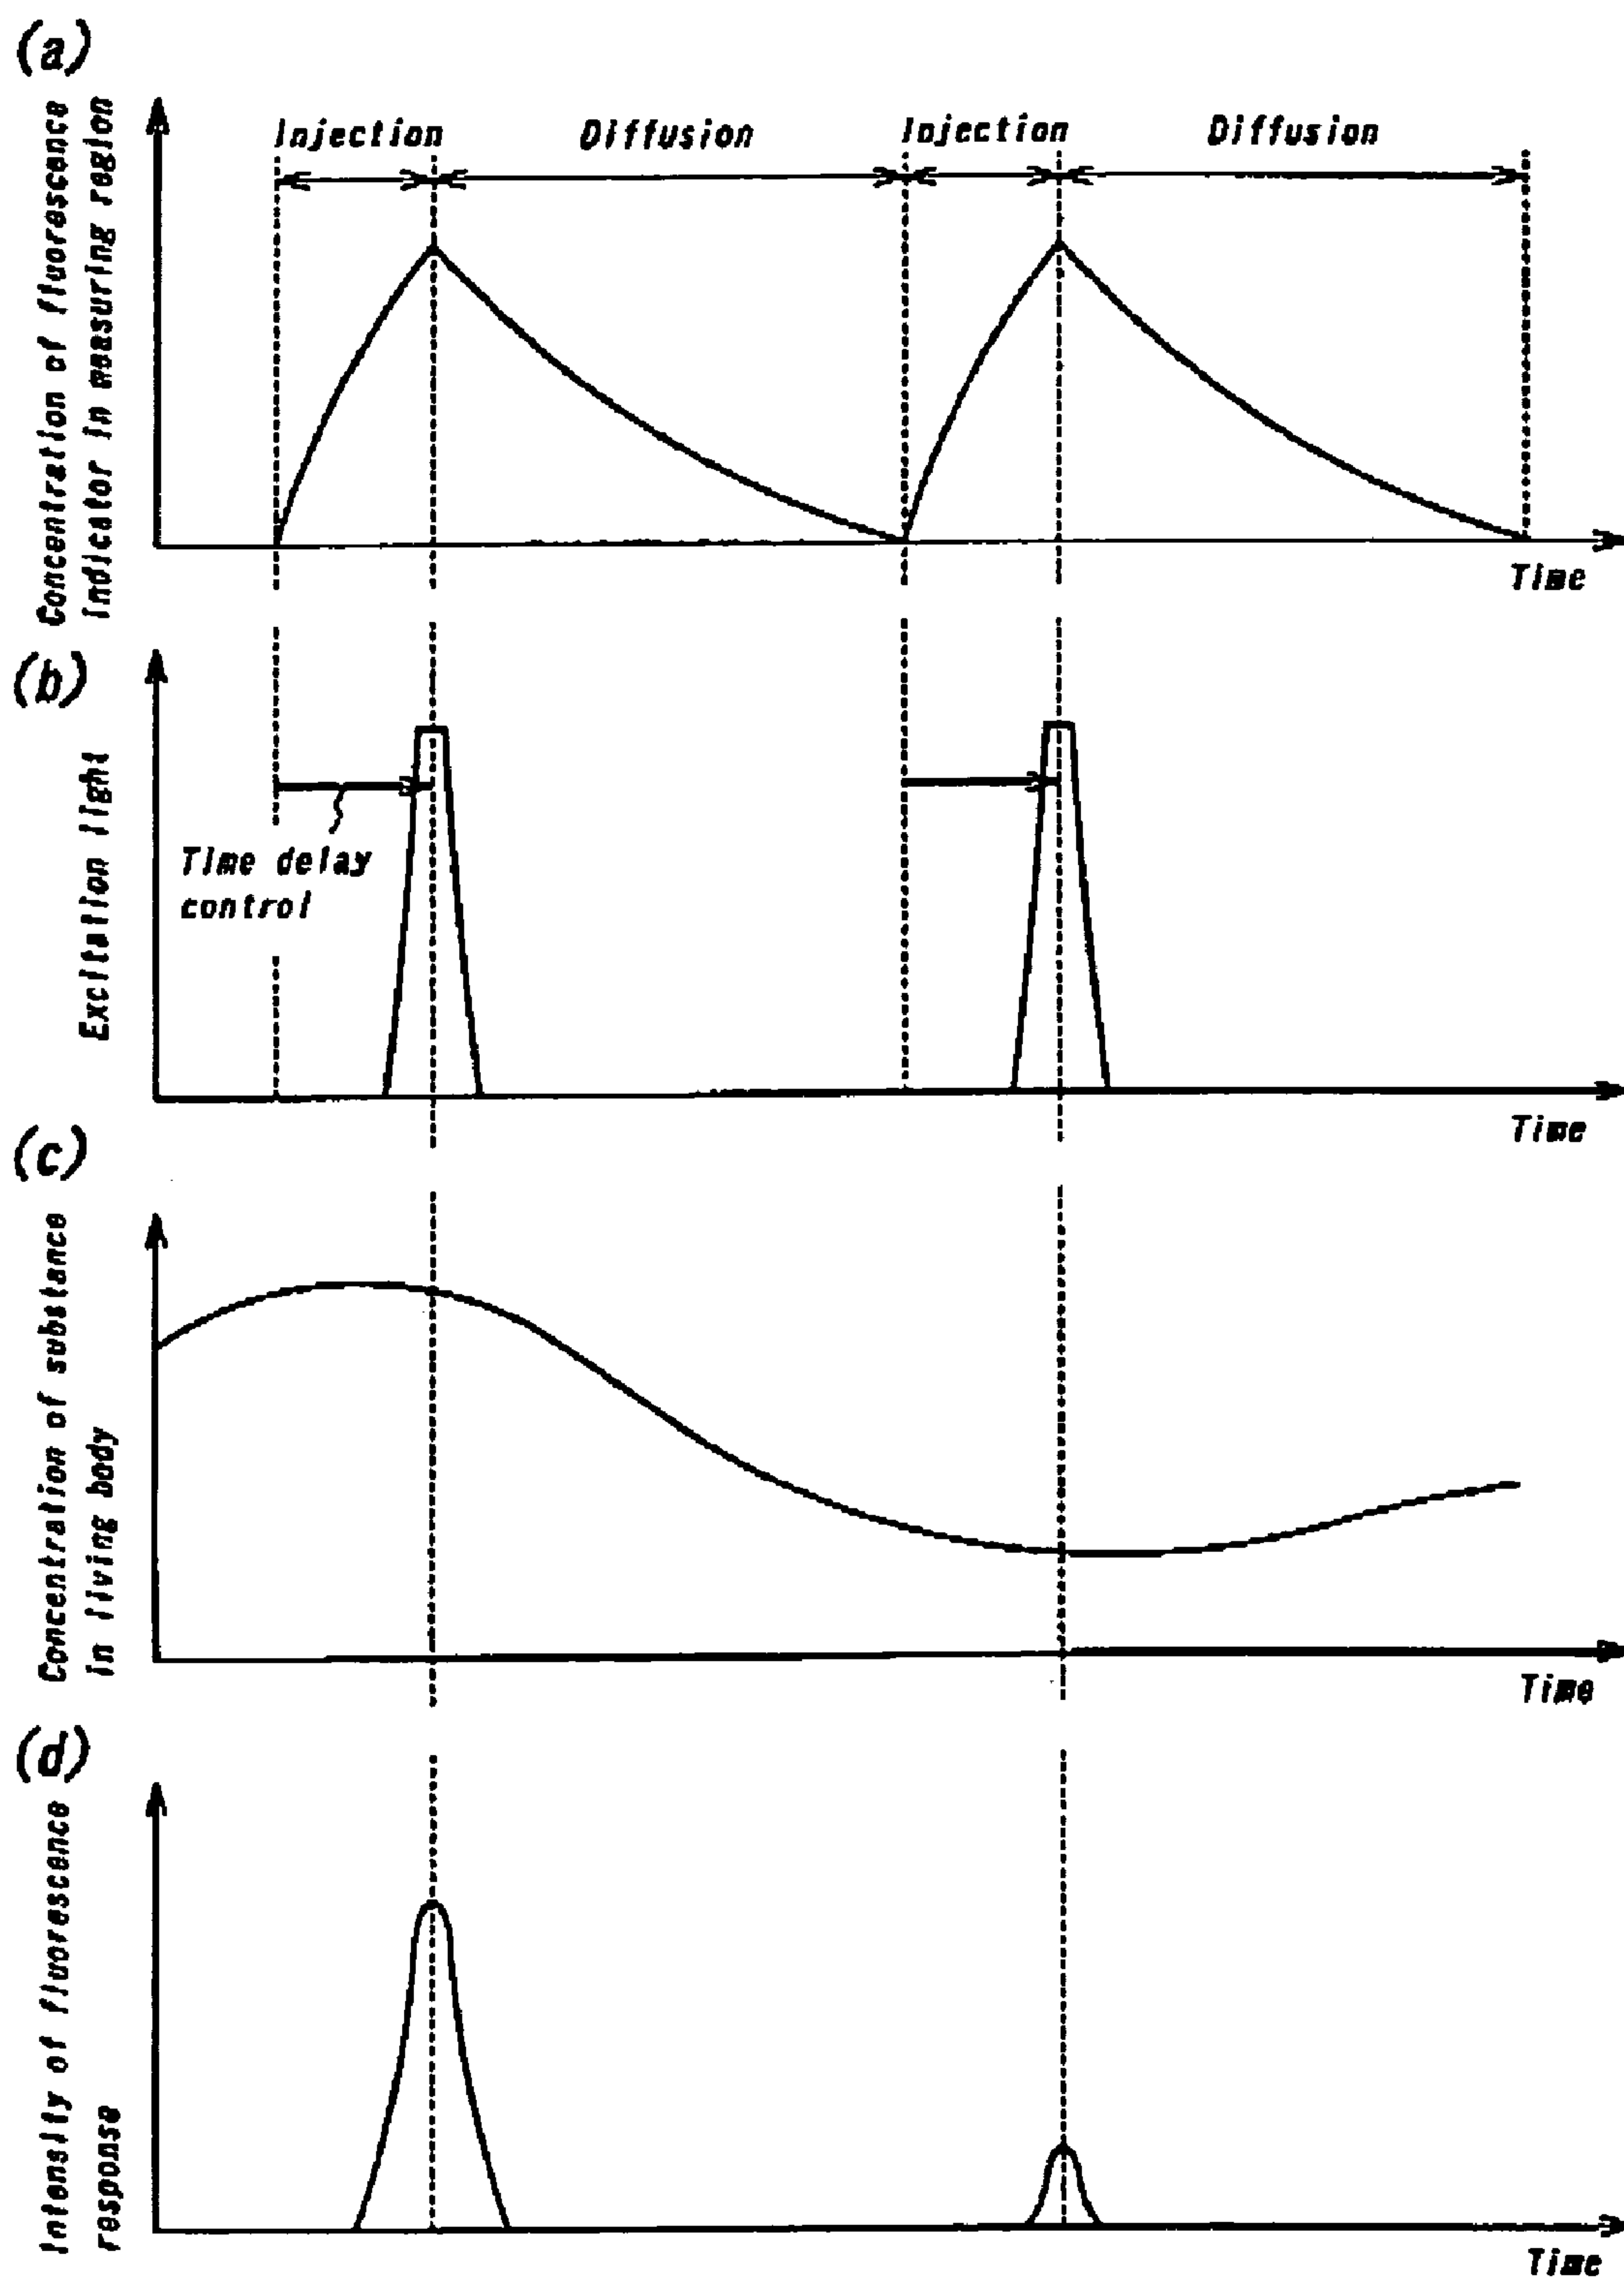 (a)
Concentration of fluorescence
indicator in measuring region
Injection
Diffusion
Injection
Diffusion
Time
(b)
Excitation light
Time delay
control
Time
(c)
Concentration of substance
in living body
Time
(d)
Intensity of fluorescence
response
Time